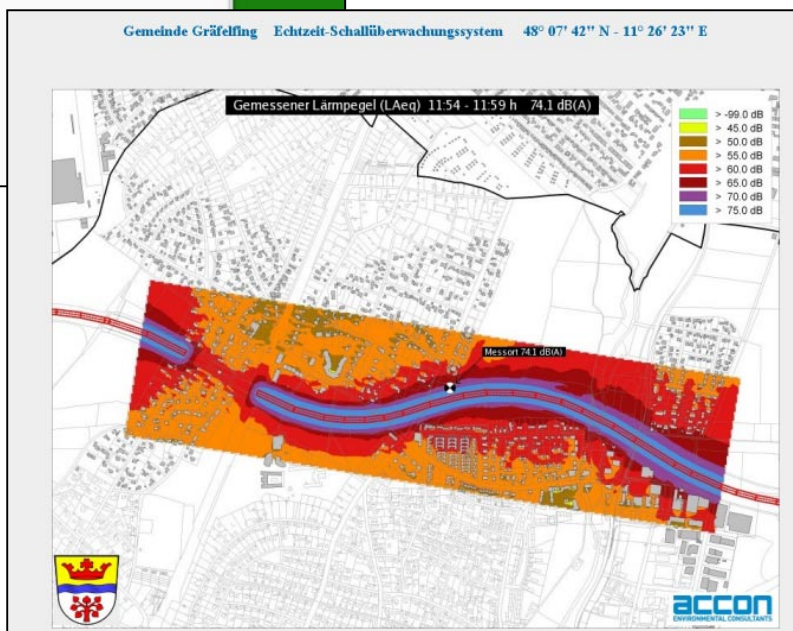 Gemeinde Gräfelfing Echtzeit-Schallüberwachungssystem 48° 07' 42" N - 11° 26' 23" E
Gemessener Lärmpegel (LAeq) 11:54 - 11:59 h 74.1 dB(A)
> -99.0 dB
> 45.0 dB
> 50.0 dB
> 55.0 dB
> 60.0 dB
> 65.0 dB
> 70.0 dB
> 75.0 dB
Messort 74.1 dB(A)
accon
ENVIRONMENTAL CONSULTANTS